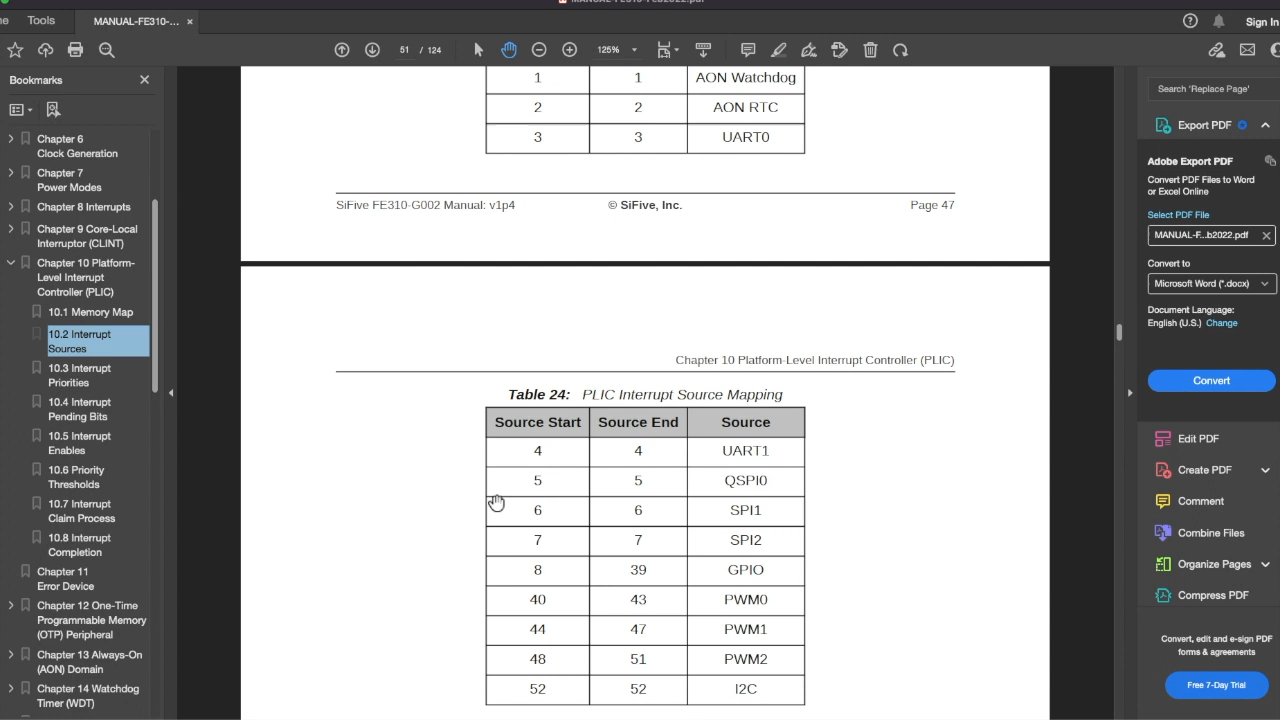 Tools
MANUAL-FE310-... ×
Sign In
51 / 124
125%
Bookmarks
Chapter 6
Clock Generation
Chapter 7
Power Modes
Chapter 8 Interrupts
Chapter 9 Core-Local
Interruptor (CLINT)
Chapter 10 Platform-
Level Interrupt
Controller (PLIC)
10.1 Memory Map
10.2 Interrupt
Sources
10.3 Interrupt
Priorities
10.4 Interrupt
Pending Bits
10.5 Interrupt
Enables
10.6 Priority
Thresholds
10.7 Interrupt
Claim Process
10.8 Interrupt
Completion
Chapter 11
Error Device
Chapter 12 One-Time
Programmable Memory
(OTP) Peripheral
Chapter 13 Always-On
(AON) Domain
Chapter 14 Watchdog
Timer (WDT)
1 1 AON Watchdog
2 2 AON RTC
3 3 UART0
SiFive FE310-G002 Manual: v1p4 © SiFive, Inc. Page 47
Chapter 10 Platform-Level Interrupt Controller (PLIC)
Table 24: PLIC Interrupt Source Mapping
Source Start Source End Source
4 4 UART1
5 5 QSPI0
6 6 SPI1
7 7 SPI2
8 39 GPIO
40 43 PWM0
44 47 PWM1
48 51 PWM2
52 52 I2C
Search 'Replace Page'
Export PDF
Adobe Export PDF
Convert PDF Files to Word
or Excel Online
Select PDF File
MANUAL-F...b2022.pdf
Convert to
Microsoft Word (*.docx)
Document Language:
English (U.S.) Change
Convert
Edit PDF
Create PDF
Comment
Combine Files
Organize Pages
Compress PDF
Convert, edit and e-sign PDF
forms & agreements
Free 7-Day Trial